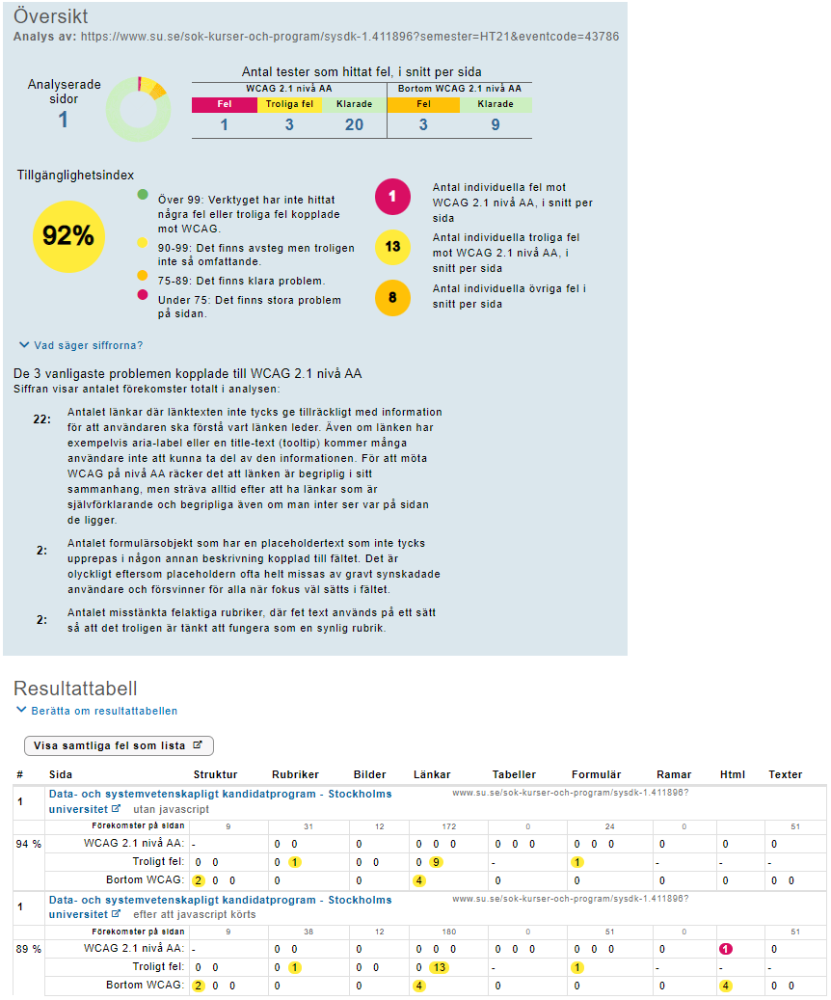 Översikt
Analys av: https://www.su.se/sok-kurser-och-program/sysdk-1.411896?semester=HT21&eventcode=43786
Analyserade
sidor
1
Antal tester som hittat fel, i snitt per sida
WCAG 2.1 nivå AA Bortom WCAG 2.1 nivå AA
Fel Troliga fel Klarade Fel Klarade
1 3 20 3 9
Tillgänglighetsindex
92%
Över 99: Verktyget har inte hittat
några fel eller troliga fel kopplade
mot WCAG.
90-99: Det finns avsteg men troligen
inte så omfattande.
75-89: Det finns klara problem.
Under 75: Det finns stora problem
på sidan.
1
Antal individuella fel mot
WCAG 2.1 nivå AA, i snitt per
sida
13
Antal individuella troliga fel
mot WCAG 2.1 nivå AA, i
snitt per sida
8
Antal individuella övriga fel i
snitt per sida
Vad säger siffrorna?
De 3 vanligaste problemen kopplade till WCAG 2.1 nivå AA
Siffran visar antalet förekomster totalt i analysen:
22: Antalet länkar där länktexten inte tycks ge tillräckligt med information
för att användaren ska förstå vart länken leder. Även om länken har
exempelvis aria-label eller en title-text (tooltip) kommer många
användare inte att kunna ta del av den informationen. För att möta
WCAG på nivå AA räcker det att länken är begriplig i sitt
sammanhang, men sträva alltid efter att ha länkar som är
självförklarande och begripliga även om man inter ser var på sidan
de ligger.
2: Antalet formulärsobjekt som har en placeholdertext som inte tycks
upprepas i någon annan beskrivning kopplad till fältet. Det är
olyckligt eftersom placeholdern ofta helt missas av gravt synskadade
användare och försvinner för alla när fokus väl sätts i fältet.
2: Antalet misstänkta felaktiga rubriker, där fet text används på ett sätt
så att det troligen är tänkt att fungera som en synlig rubrik.
Resultattabell
Berätta om resultattabellen
Visa samtliga fel som lista
# Sida Struktur Rubriker Bilder Länkar Tabeller Formulär Ramar Html Texter
1 Data- och systemvetenskapligt kandidatprogram - Stockholms www.su.se/sok-kurser-och-program/sysdk-1.411896?
universitet utan javascript
Förekomster på sidan 9 31 12 172 0 24 0 51
94 % WCAG 2.1 nivå AA: - 0 0 0 0 0 0 0 0 0 0 0 0 0 0 0
Troligt fel: 0 0 0 1 0 0 0 9 - 1 - - -
Bortom WCAG: 2 0 0 0 0 4 0 0 0 0 0 0
1 Data- och systemvetenskapligt kandidatprogram - Stockholms www.su.se/sok-kurser-och-program/sysdk-1.411896?
universitet efter att javascript körts
Förekomster på sidan 9 38 12 180 0 51 0 51
89 % WCAG 2.1 nivå AA: - 0 0 0 0 0 0 0 0 0 0 0 0 0 1 0
Troligt fel: 0 0 0 1 0 0 0 13 - 1 - - -
Bortom WCAG: 2 0 0 0 0 4 0 0 0 4 0 0